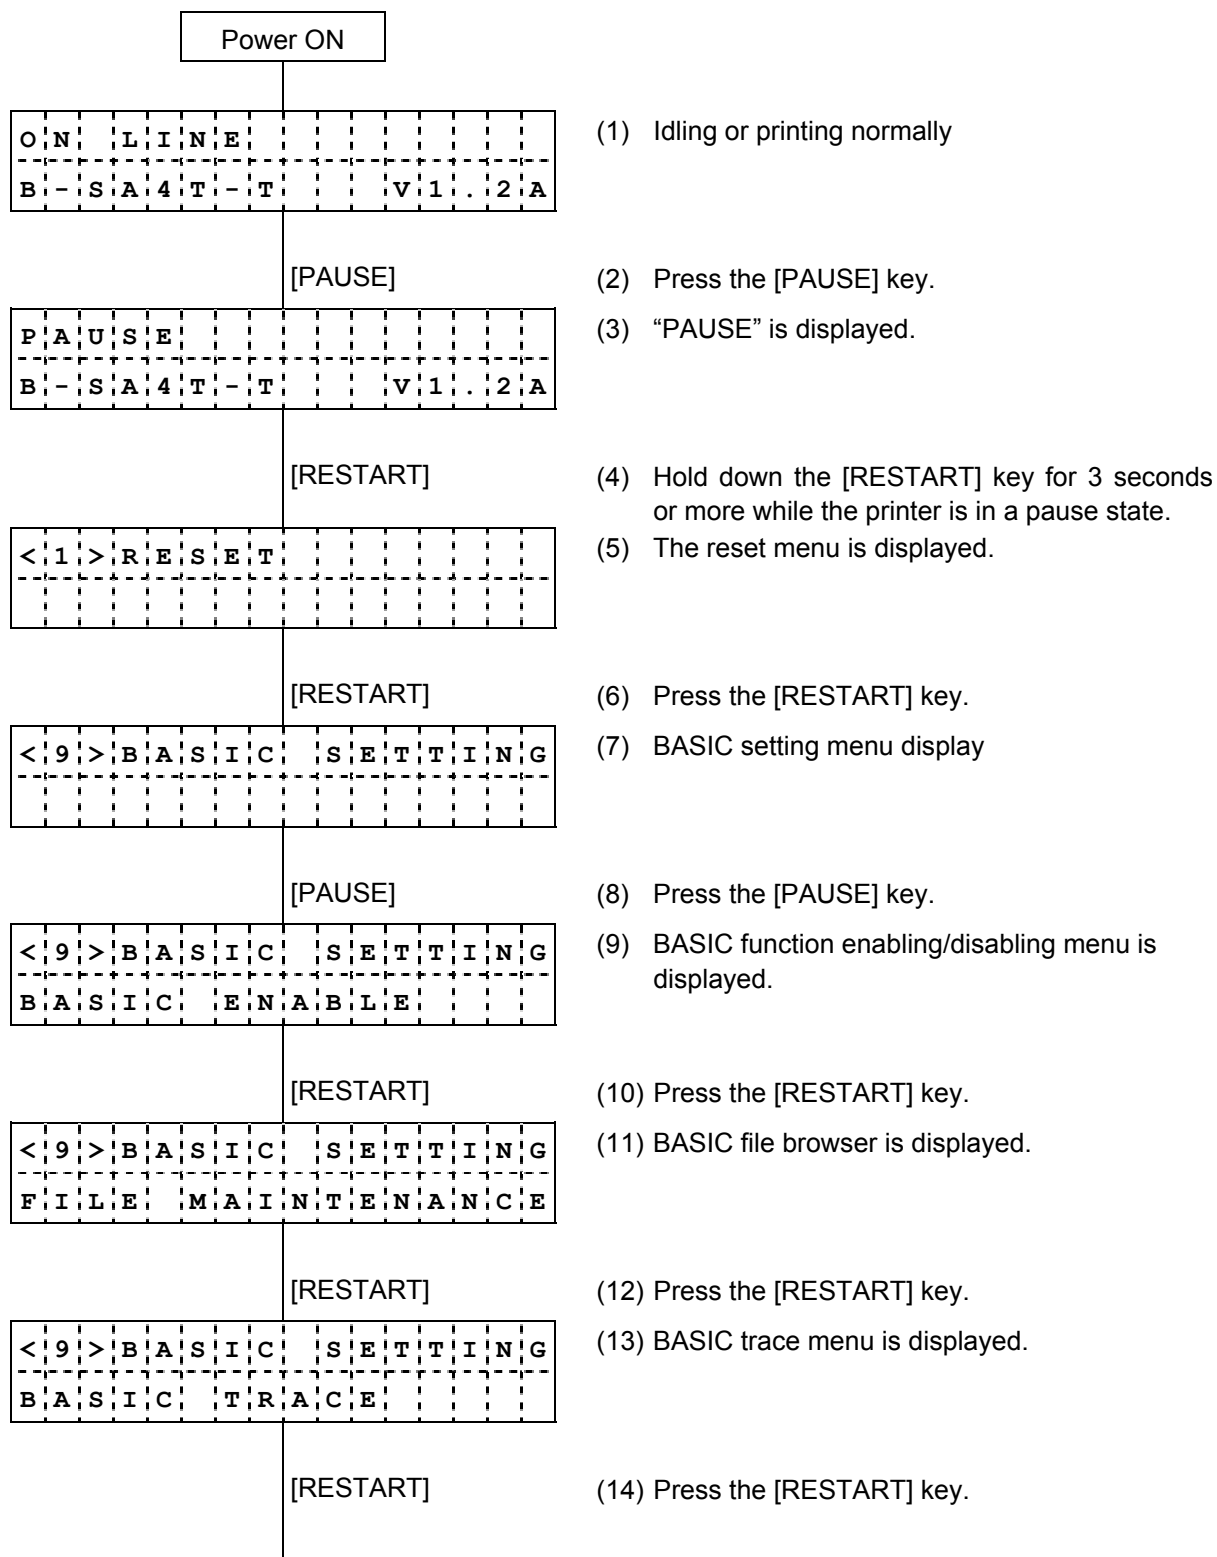 Power ON
ON LINE
B-SA4T-T V1.2A
(1) Idling or printing normally
[PAUSE]
(2) Press the [PAUSE] key.
PAUSE
B-SA4T-T V1.2A
(3) “PAUSE” is displayed.
[RESTART]
(4) Hold down the [RESTART] key for 3 seconds
or more while the printer is in a pause state.
<1>RESET
(5) The reset menu is displayed.
[RESTART]
(6) Press the [RESTART] key.
<9>BASIC SETTING
(7) BASIC setting menu display
[PAUSE]
(8) Press the [PAUSE] key.
<9>BASIC SETTING
BASIC ENABLE
(9) BASIC function enabling/disabling menu is
displayed.
[RESTART]
(10) Press the [RESTART] key.
<9>BASIC SETTING
FILE MAINTENANCE
(11) BASIC file browser is displayed.
[RESTART]
(12) Press the [RESTART] key.
<9>BASIC SETTING
BASIC TRACE
(13) BASIC trace menu is displayed.
[RESTART]
(14) Press the [RESTART] key.